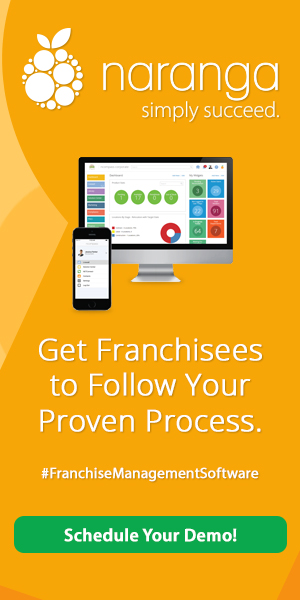 naranga
simply succeed.
Get Franchisees
to Follow Your
Proven Process.
#FranchiseManagementSoftware
Schedule Your Demo!